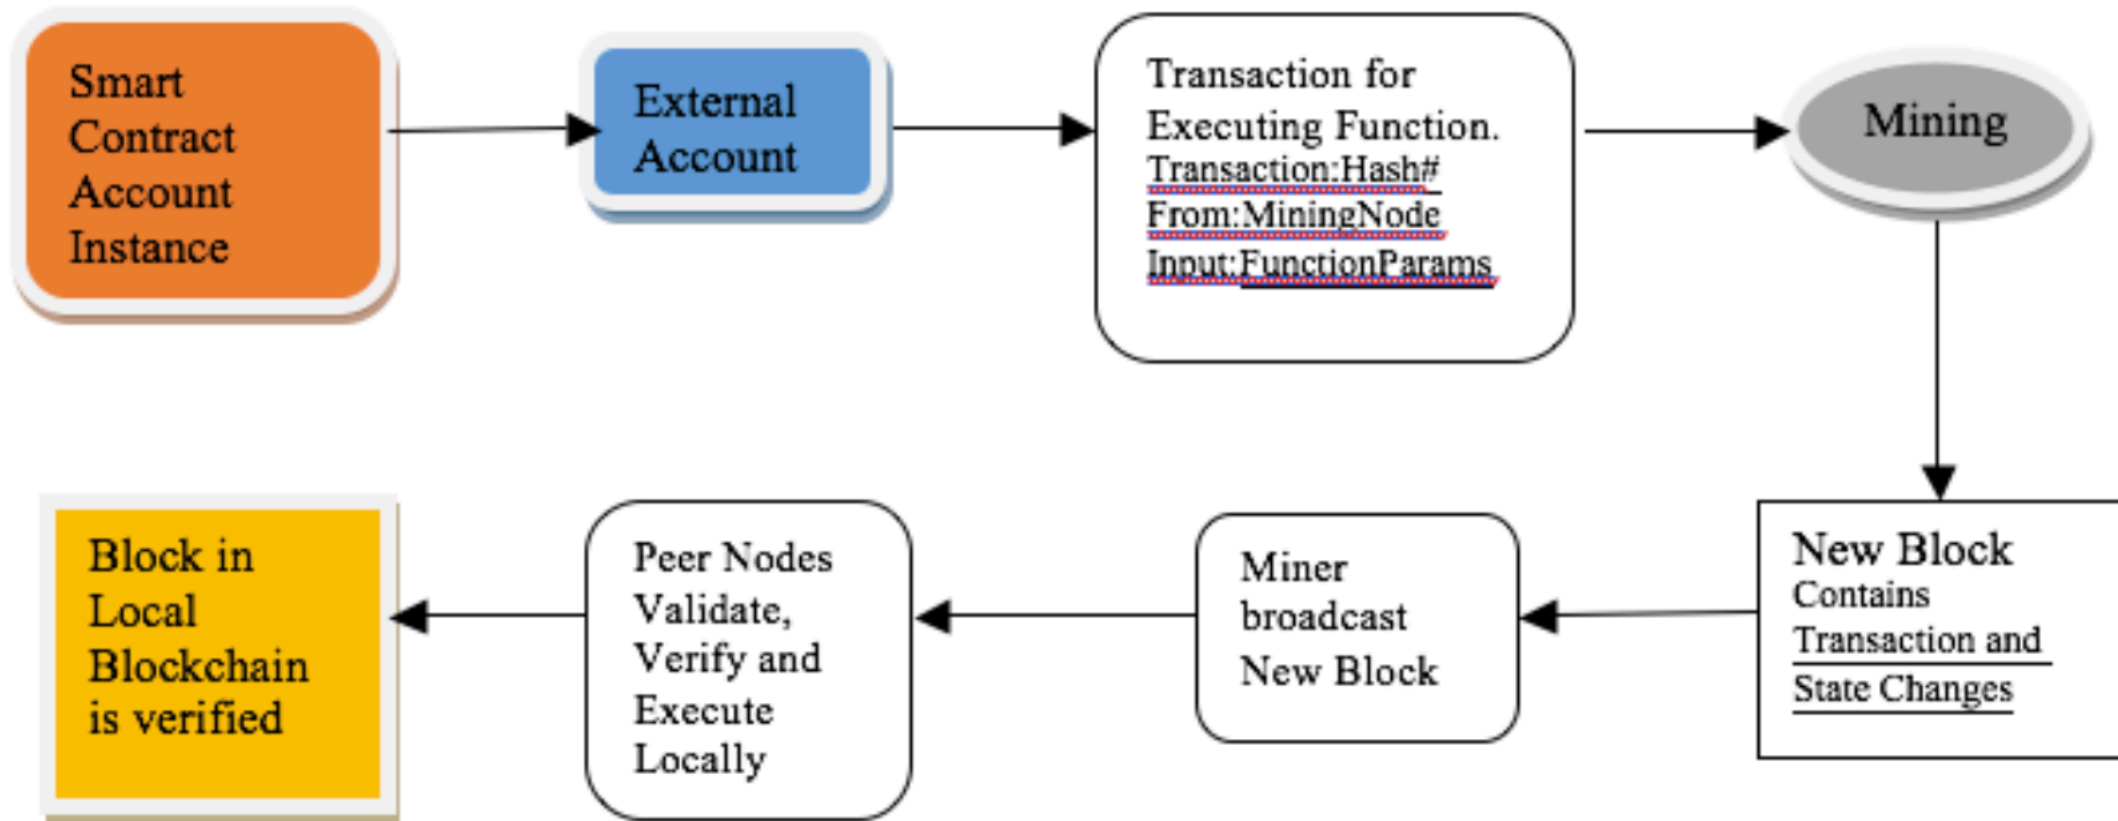 Smart
Contract
Account
Instance
External
Account
Transaction for
Executing Function.
Transaction:Hash#
From:MiningNode
Input:FunctionParams
Mining
New Block
Contains
Transaction and
State Changes
Miner
broadcast
New Block
Peer Nodes
Validate,
Verify and
Execute
Locally
Block in
Local
Blockchain
is verified